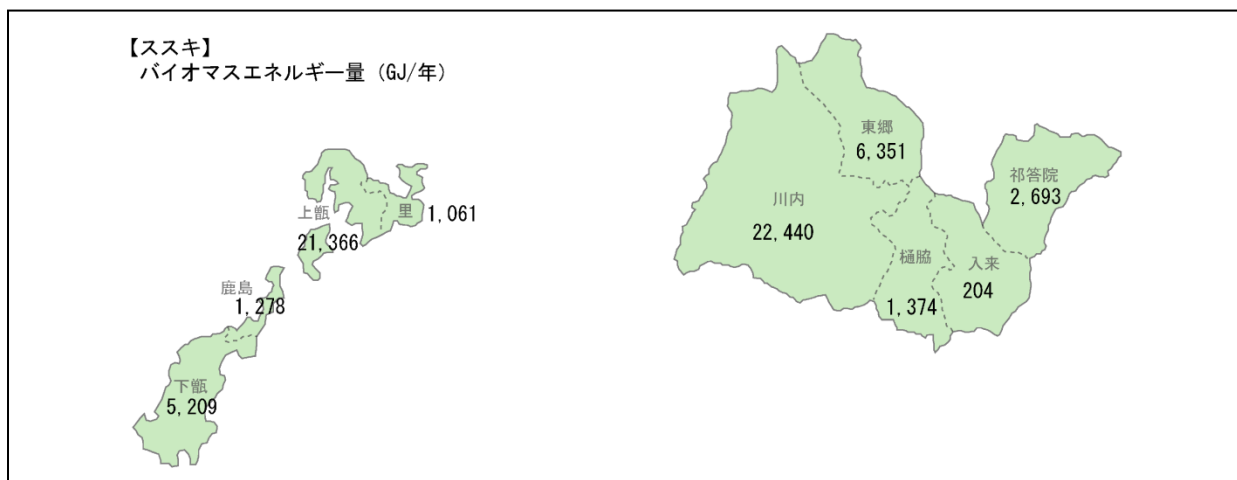 【ススキ】
バイオマスエネルギー量（GJ/年）
東郷
6,351
祁答院
2,693
川内
22,440
上甑
21,366
里
1,061
樋脇
1,374
入来
204
鹿島
1,278
下甑
5,209